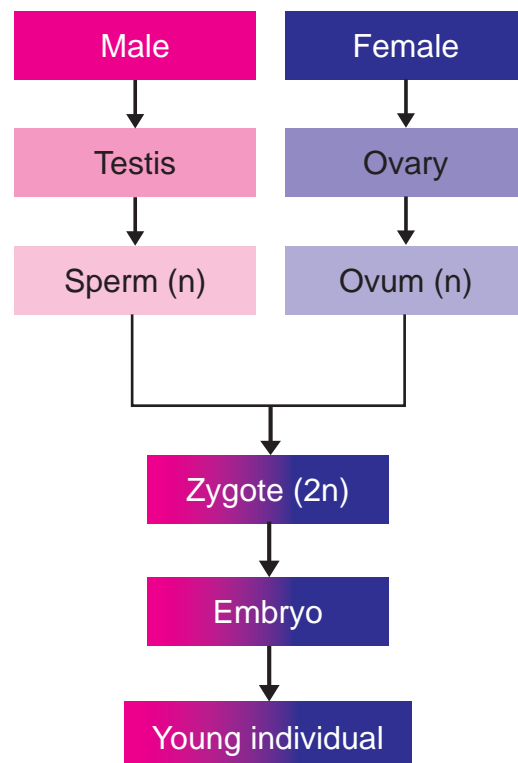 Male
Female
Testis
Ovary
Sperm (n)
Ovum (n)
Zygote (2n)
Embryo
Young individual